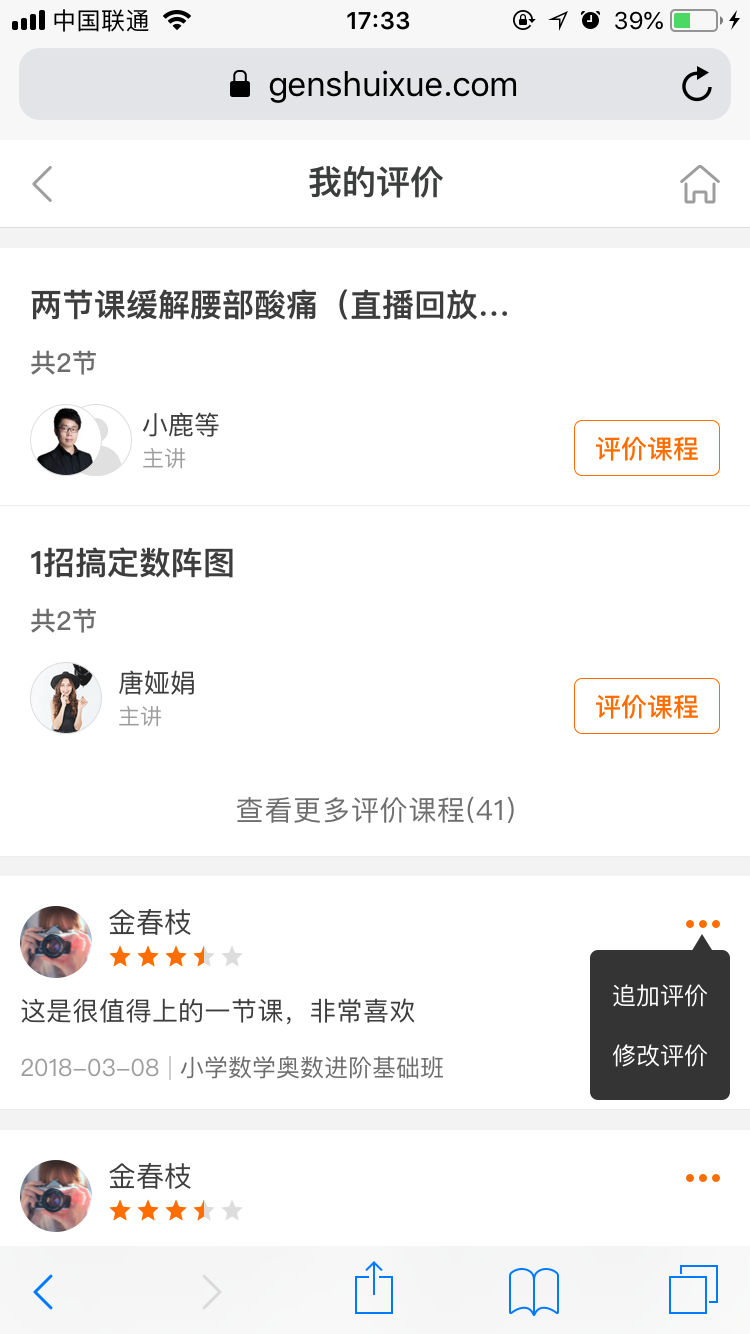 中国联通 17:33 39%
genshuixue.com
我的评价
两节课缓解腰部酸痛（直播回放...
共2节
小鹿等
主讲
评价课程
1招搞定数阵图
共2节
唐娅娟
主讲
评价课程
查看更多评价课程(41)
金春枝
这是很值得上的一节课，非常喜欢
2018-03-08 | 小学数学奥数进阶基础班
追加评价
修改评价
金春枝